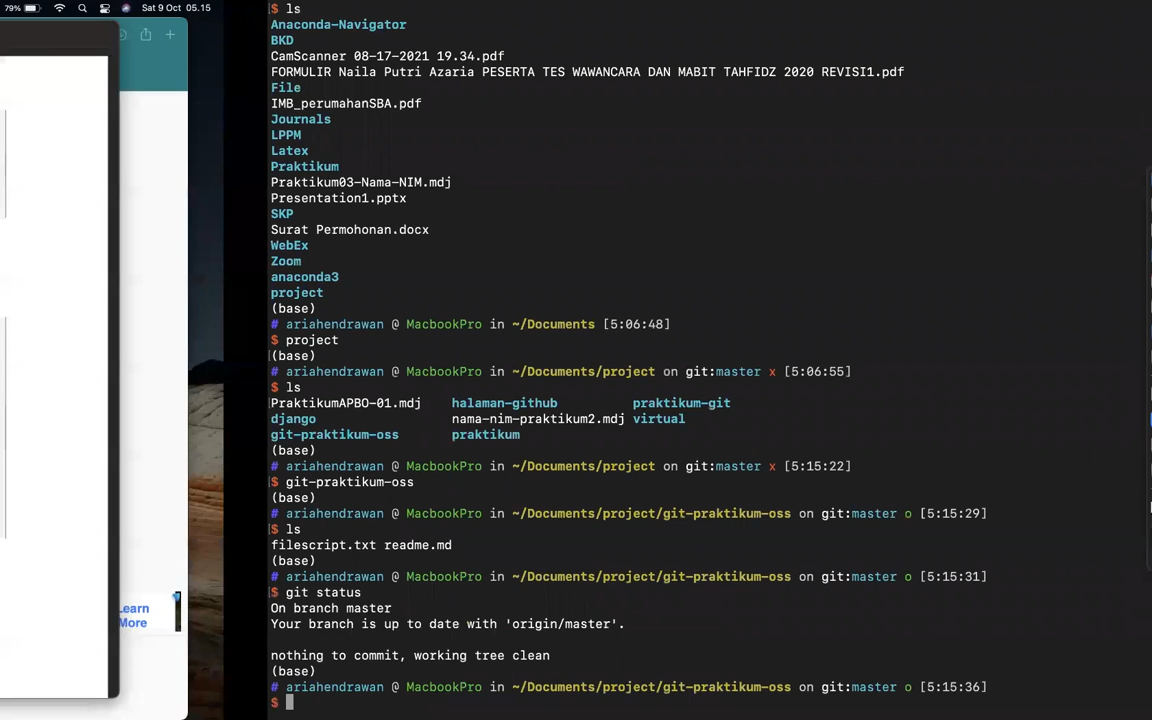 79%
Sat 9 Oct 05.15
Learn
More
$ ls
Anaconda-Navigator
BKD
CamScanner 08-17-2021 19.34.pdf
FORMULIR Naila Putri Azaria PESERTA TES WAWANCARA DAN MABIT TAHFIDZ 2020 REVISI1.pdf
File
IMB_perumahanSBA.pdf
Journals
LPPM
Latex
Praktikum
Praktikum03-Nama-NIM.mdj
Presentation1.pptx
SKP
Surat Permohonan.docx
WebEx
Zoom
anaconda3
project
(base)
# ariahendrawan @ MacbookPro in ~/Documents [5:06:48]
$ project
(base)
# ariahendrawan @ MacbookPro in ~/Documents/project on git:master x [5:06:55]
$ ls
PraktikumAPBO-01.mdj halaman-github praktikum-git
django nama-nim-praktikum2.mdj virtual
git-praktikum-oss praktikum
(base)
# ariahendrawan @ MacbookPro in ~/Documents/project on git:master x [5:15:22]
$ git-praktikum-oss
(base)
# ariahendrawan @ MacbookPro in ~/Documents/project/git-praktikum-oss on git:master o [5:15:29]
$ ls
filescript.txt readme.md
(base)
# ariahendrawan @ MacbookPro in ~/Documents/project/git-praktikum-oss on git:master o [5:15:31]
$ git status
On branch master
Your branch is up to date with 'origin/master'.
nothing to commit, working tree clean
(base)
# ariahendrawan @ MacbookPro in ~/Documents/project/git-praktikum-oss on git:master o [5:15:36]
$